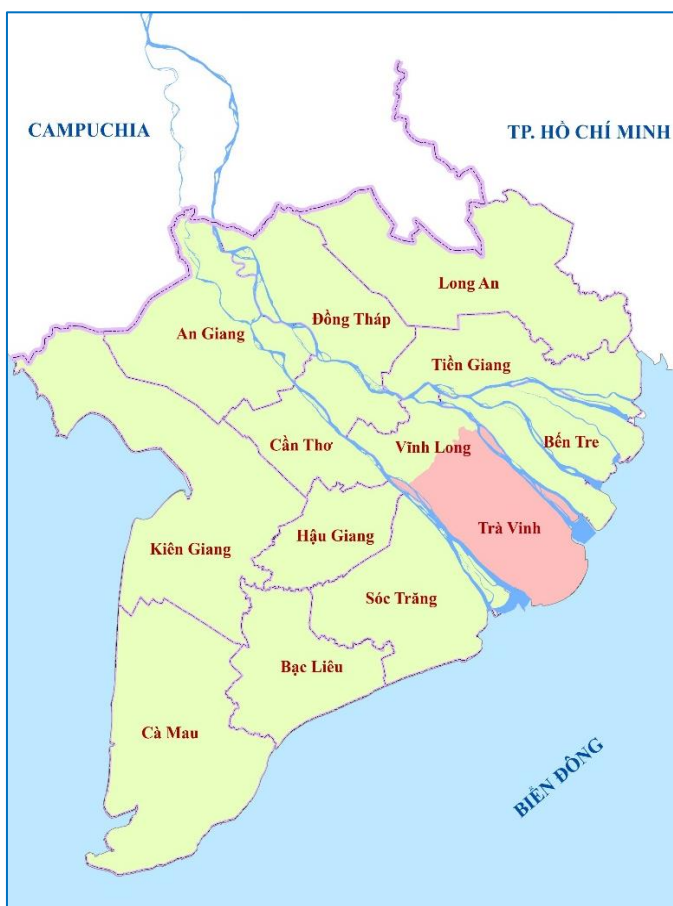 CAMPUCHIA
TP. HỒ CHÍ MINH
Long An
Đồng Tháp
An Giang
Tiền Giang
Cần Thơ
Vĩnh Long
Bến Tre
Trà Vinh
Hậu Giang
Kiên Giang
Sóc Trăng
Bạc Liêu
Cà Mau
BIỂN ĐÔNG